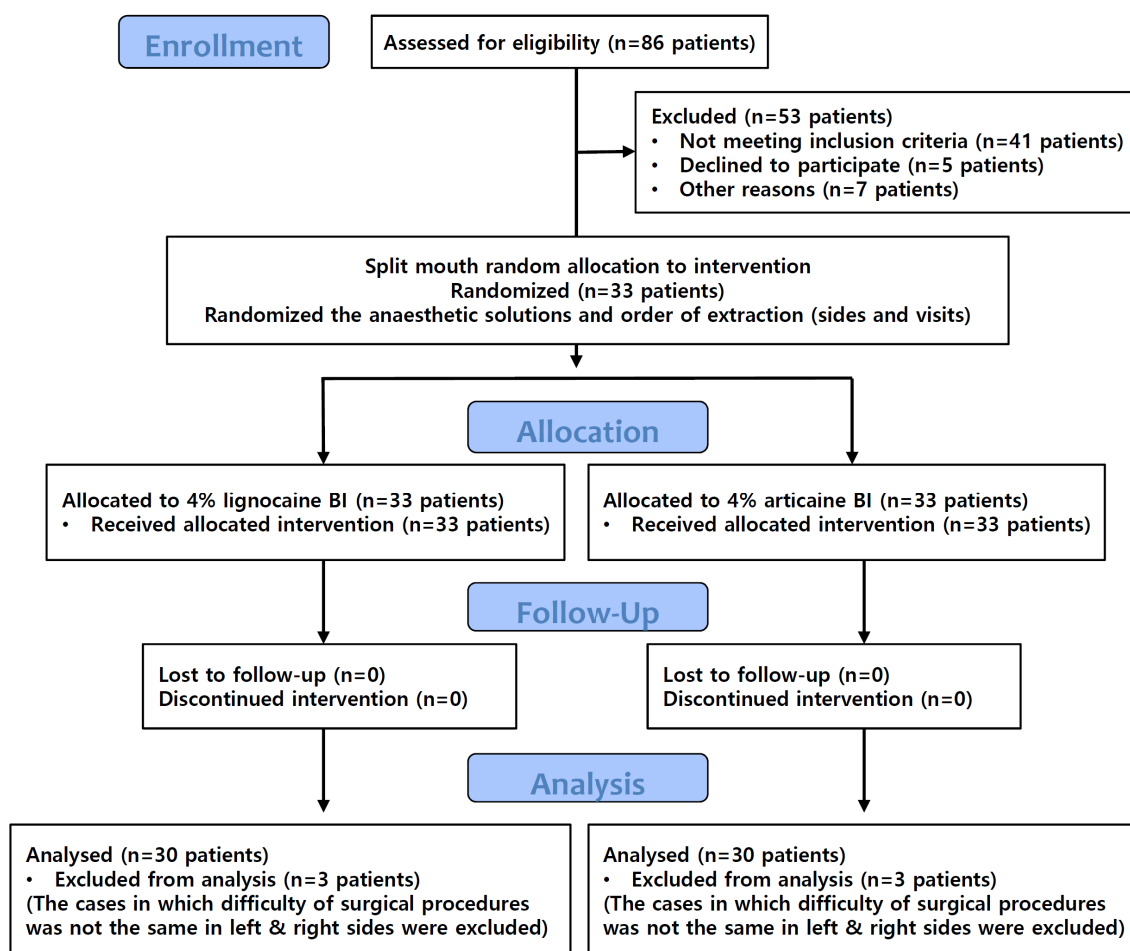 Enrollment
Assessed for eligibility (n=86 patients)
Excluded (n=53 patients)
• Not meeting inclusion criteria (n=41 patients)
• Declined to participate (n=5 patients)
• Other reasons (n=7 patients)
Split mouth random allocation to intervention
Randomized (n=33 patients)
Randomized the anaesthetic solutions and order of extraction (sides and visits)
Allocation
Allocated to 4% lignocaine BI (n=33 patients)
• Received allocated intervention (n=33 patients)
Allocated to 4% articaine BI (n=33 patients)
• Received allocated intervention (n=33 patients)
Follow-Up
Lost to follow-up (n=0)
Discontinued intervention (n=0)
Lost to follow-up (n=0)
Discontinued intervention (n=0)
Analysis
Analysed (n=30 patients)
• Excluded from analysis (n=3 patients)
(The cases in which difficulty of surgical procedures
was not the same in left & right sides were excluded)
Analysed (n=30 patients)
• Excluded from analysis (n=3 patients)
(The cases in which difficulty of surgical procedures
was not the same in left & right sides were excluded)